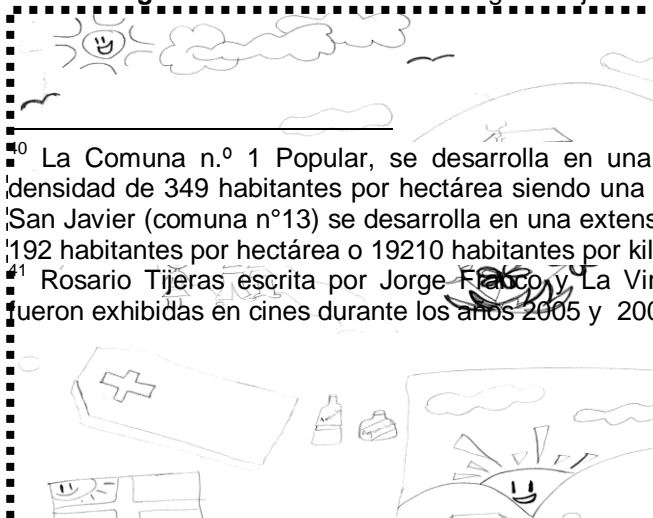 40 La Comuna n.º 1 Popular, se desarrolla en una
densidad de 349 habitantes por hectárea siendo una
San Javier (comuna n°13) se desarrolla en una extens
192 habitantes por hectárea o 19210 habitantes por kil
41 Rosario Tijeras escrita por Jorge Franco y La Vir
fueron exhibidas en cines durante los años 2005 y 200